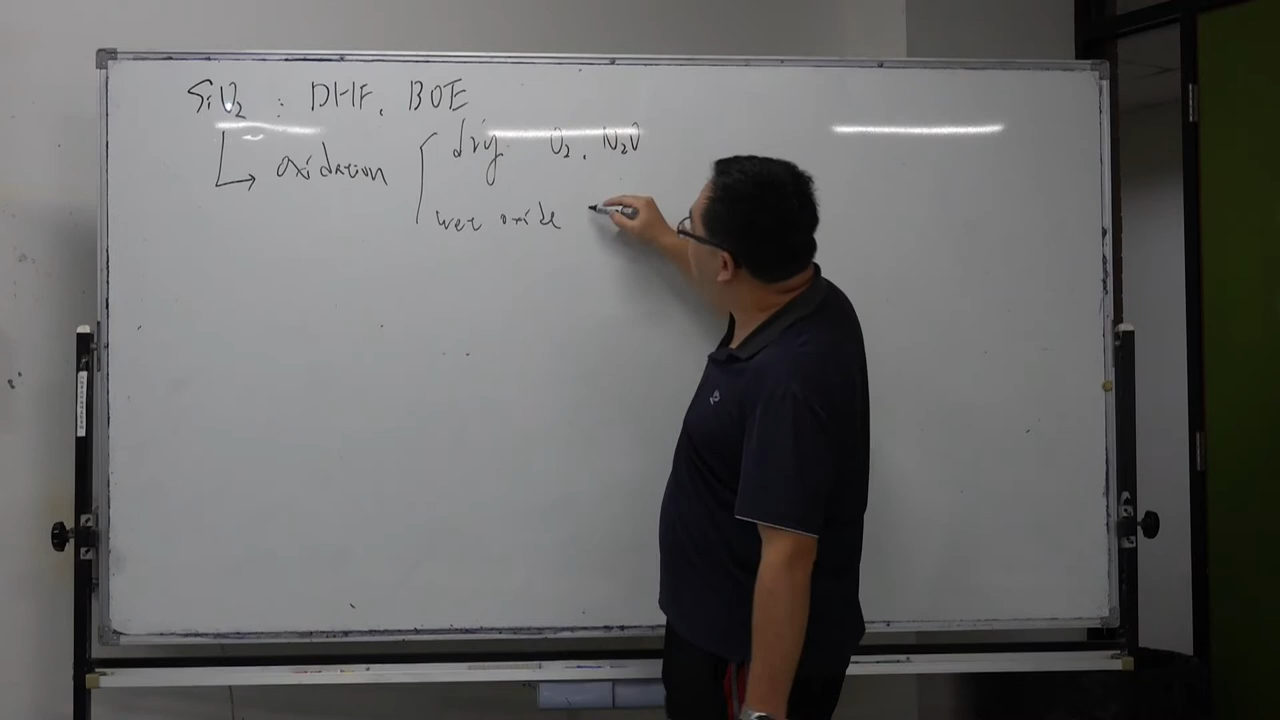 SiO2 : DHF, BOE
oxidation
dry O2, N2O
wet oxide